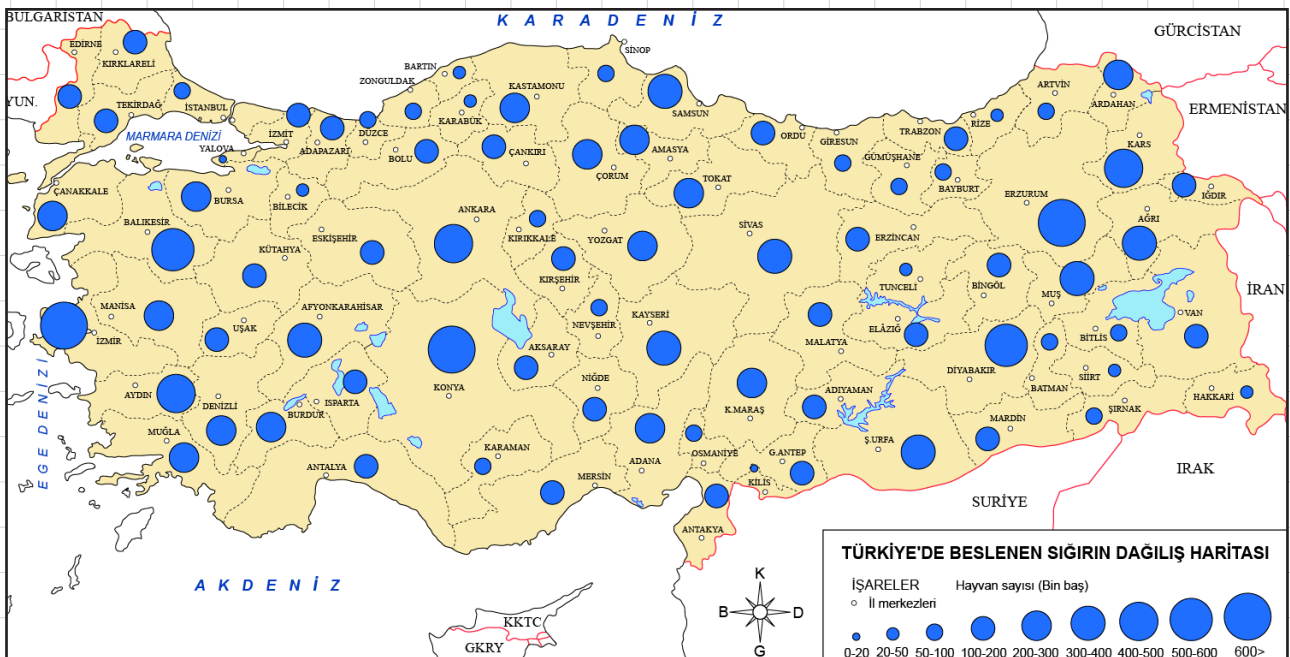 BULGARİSTAN
K A R A D E N İ Z
GÜRCİSTAN
EDİRNE
KIRKLARELİ
SİNOP
BARTIN
ZONGULDAK
KASTAMONU
ARTVİN
YUN.
TEKİRDAĞ
İSTANBUL
KARABÜK
SAMSUN
ARDAHAN
ERMENİSTAN
MARMARA DENİZİ
İZMİT
ADAPAZARI
DÜZCE
BOLU
ÇANKIRI
AMASYA
ORDU
GİRESUN
TRABZON
RİZE
KARS
YALOVA
ÇORUM
TOKAT
GÜMÜŞHANE
BAYBURT
ERZURUM
IĞDIR
ÇANAKKALE
BURSA
BİLECİK
ANKARA
AĞRI
BALIKESİR
ESKİŞEHİR
KIRIKKALE
YOZGAT
SİVAS
ERZİNCAN
KÜTAHYA
KIRŞEHİR
TUNCELİ
BİNGÖL
MUŞ
İRAN
MANİSA
AFYONKARAHİSAR
UŞAK
NEVŞEHİR
KAYSERİ
ELÂZIĞ
VAN
İZMİR
AKSARAY
MALATYA
BİTLİS
EGE DENİZİ
KONYA
NİĞDE
DİYABAKIR
SİİRT
BATMAN
AYDIN
DENİZLİ
ISPARTA
BURDUR
K.MARAŞ
ADIYAMAN
MARDİN
ŞIRNAK
HAKKARİ
MUĞLA
KARAMAN
OSMANİYE
G.ANTEP
Ş.URFA
ANTALYA
MERSİN
ADANA
KİLİS
IRAK
SURİYE
ANTAKYA
A K D E N İ Z
KKTC
GKRY
K
B
D
G
TÜRKİYE'DE BESLENEN SIĞIRIN DAĞILIŞ HARİTASI
İŞARELER
Hayvan sayısı (Bin baş)
İl merkezleri
0-20 20-50 50-100 100-200 200-300 300-400 400-500 500-600 600>